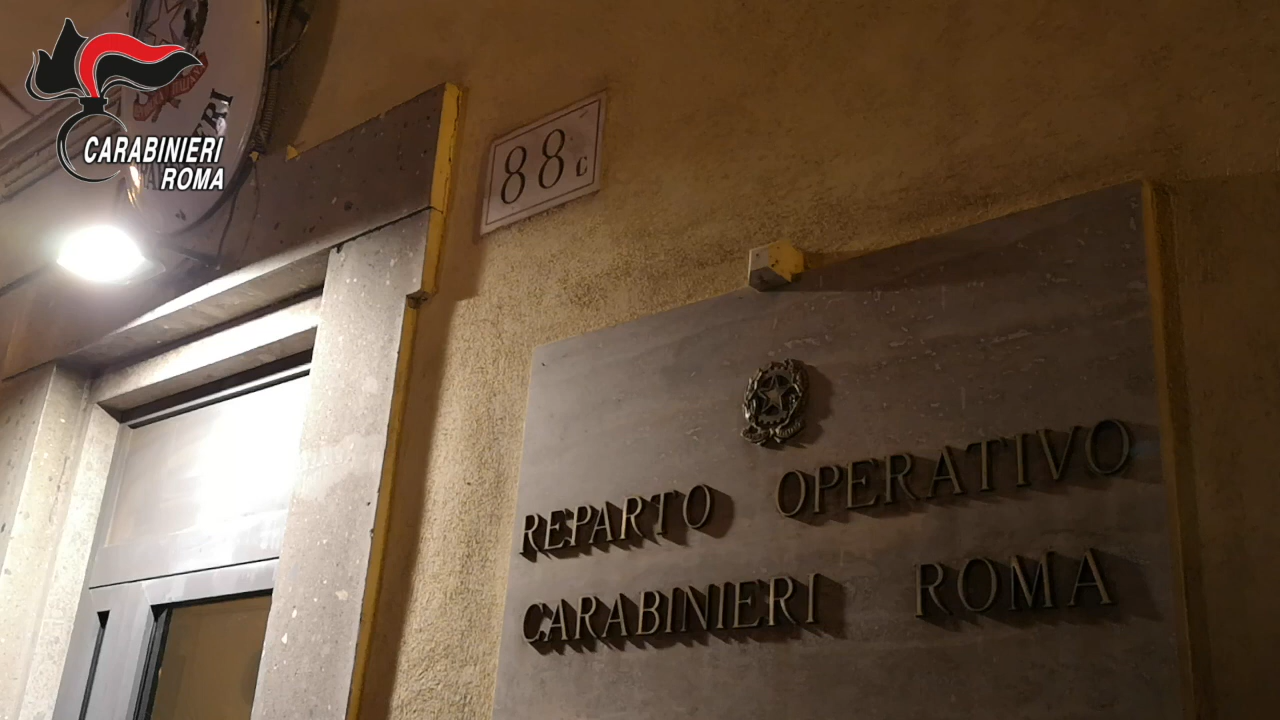 CARABINIERI
ROMA
88c
REPARTO OPERATIVO
CARABINIERI ROMA